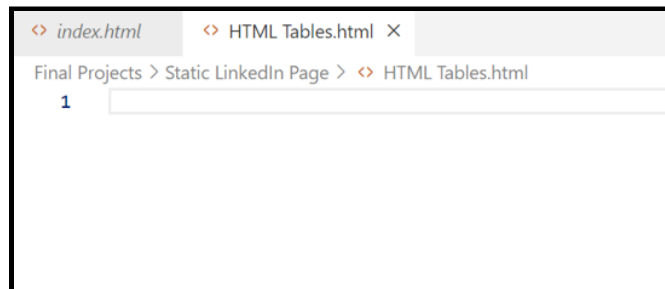 <> index.html <> HTML Tables.html ×
Final Projects > Static LinkedIn Page > <> HTML Tables.html
1